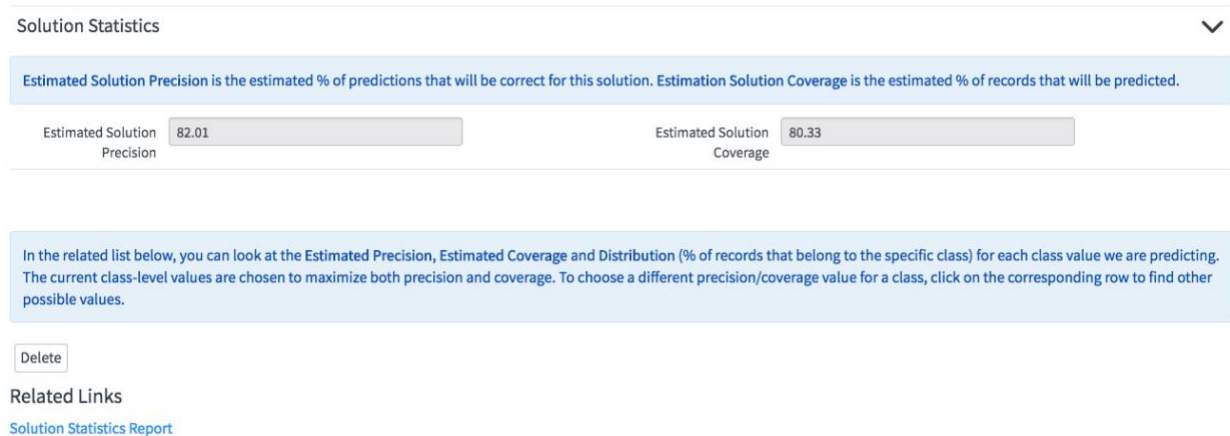 Solution Statistics
Estimated Solution Precision is the estimated % of predictions that will be correct for this solution. Estimation Solution Coverage is the estimated % of records that will be predicted.
Estimated Solution Precision
82.01
Estimated Solution Coverage
80.33
In the related list below, you can look at the Estimated Precision, Estimated Coverage and Distribution (% of records that belong to the specific class) for each class value we are predicting.
The current class-level values are chosen to maximize both precision and coverage. To choose a different precision/coverage value for a class, click on the corresponding row to find other
possible values.
Delete
Related Links
Solution Statistics Report